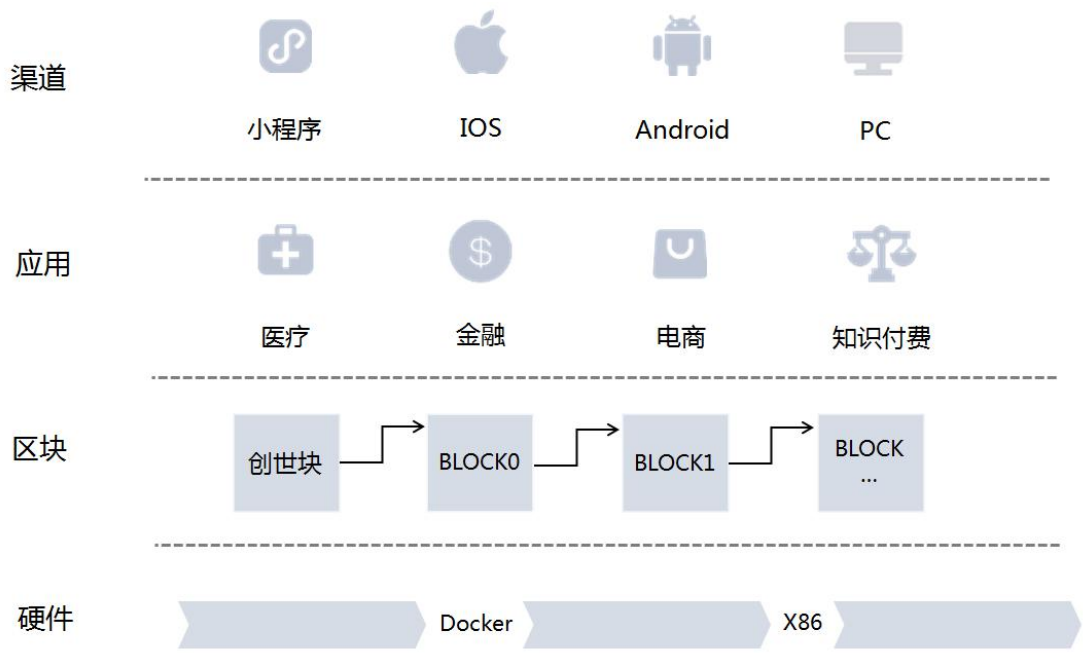 渠道
小程序
IOS
Android
PC
应用
医疗
金融
电商
知识付费
区块
创世块
BLOCK0
BLOCK1
BLOCK
...
硬件
Docker
X86